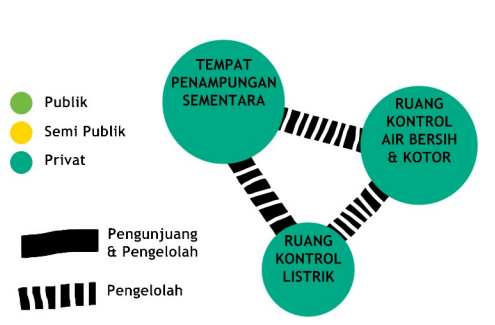 TEMPAT
PENAMPUNGAN
SEMENTARA
RUANG
KONTROL
AIR BERSIH
& KOTOR
RUANG
KONTROL
LISTRIK
Publik
Semi Publik
Privat
Pengunjuang
& Pengelolah
Pengelolah